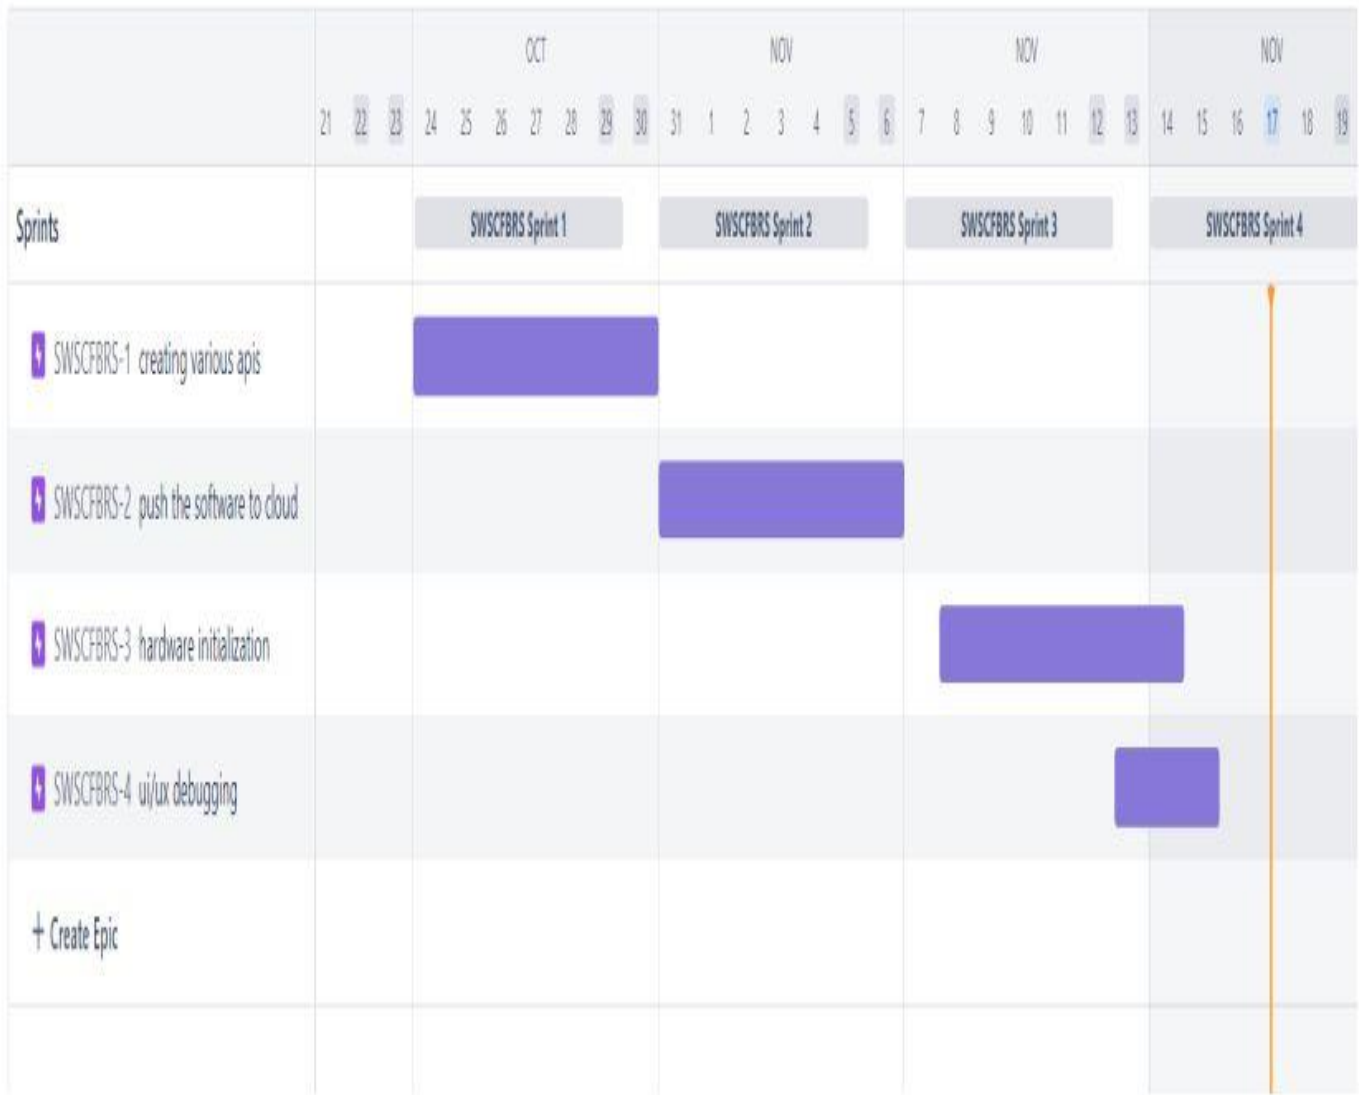 OCT NOV NOV NOV
21 22 23 24 25 26 27 28 29 30 31 1 2 3 4 5 6 7 8 9 10 11 12 13 14 15 16 17 18 19
Sprints SWSCFBRS Sprint 1 SWSCFBRS Sprint 2 SWSCFBRS Sprint 3 SWSCFBRS Sprint 4
SWSCFBRS-1 creating various apis
SWSCFBRS-2 push the software to cloud
SWSCFBRS-3 hardware initialization
SWSCFBRS-4 ui/ux debugging
+ Create Epic